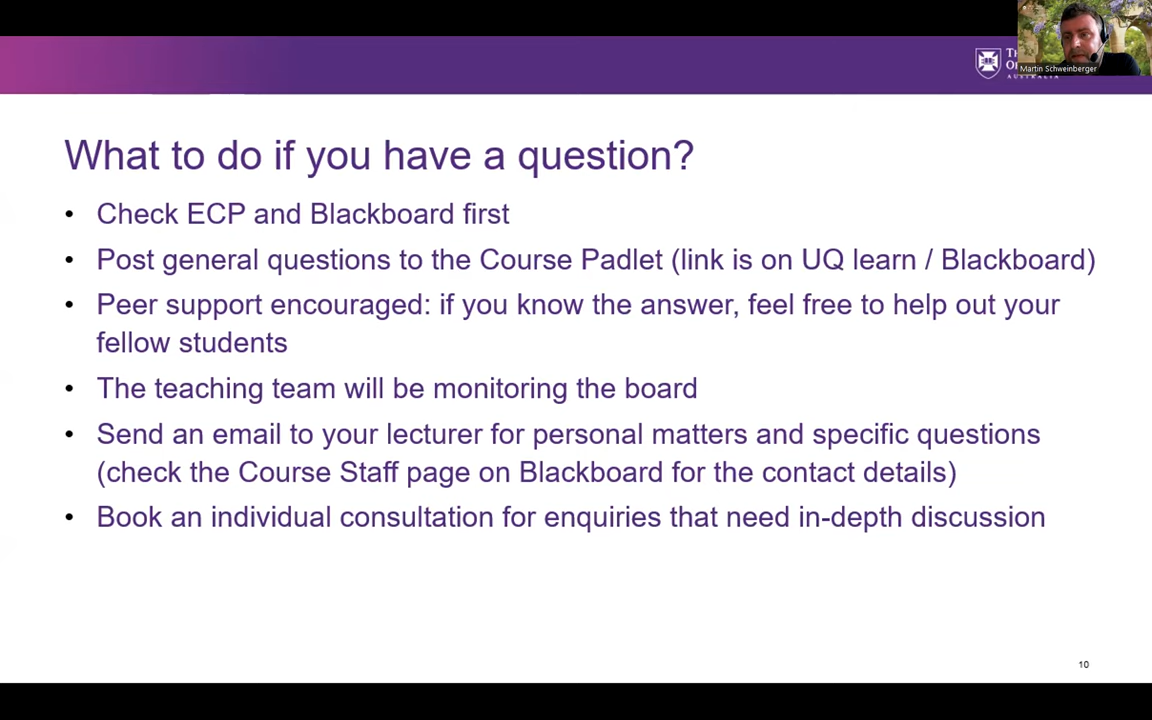 Martin Schweinberger
AUSTRALIA
What to do if you have a question?
• Check ECP and Blackboard first
• Post general questions to the Course Padlet (link is on UQ learn / Blackboard)
• Peer support encouraged: if you know the answer, feel free to help out your
fellow students
• The teaching team will be monitoring the board
• Send an email to your lecturer for personal matters and specific questions
(check the Course Staff page on Blackboard for the contact details)
• Book an individual consultation for enquiries that need in-depth discussion
10